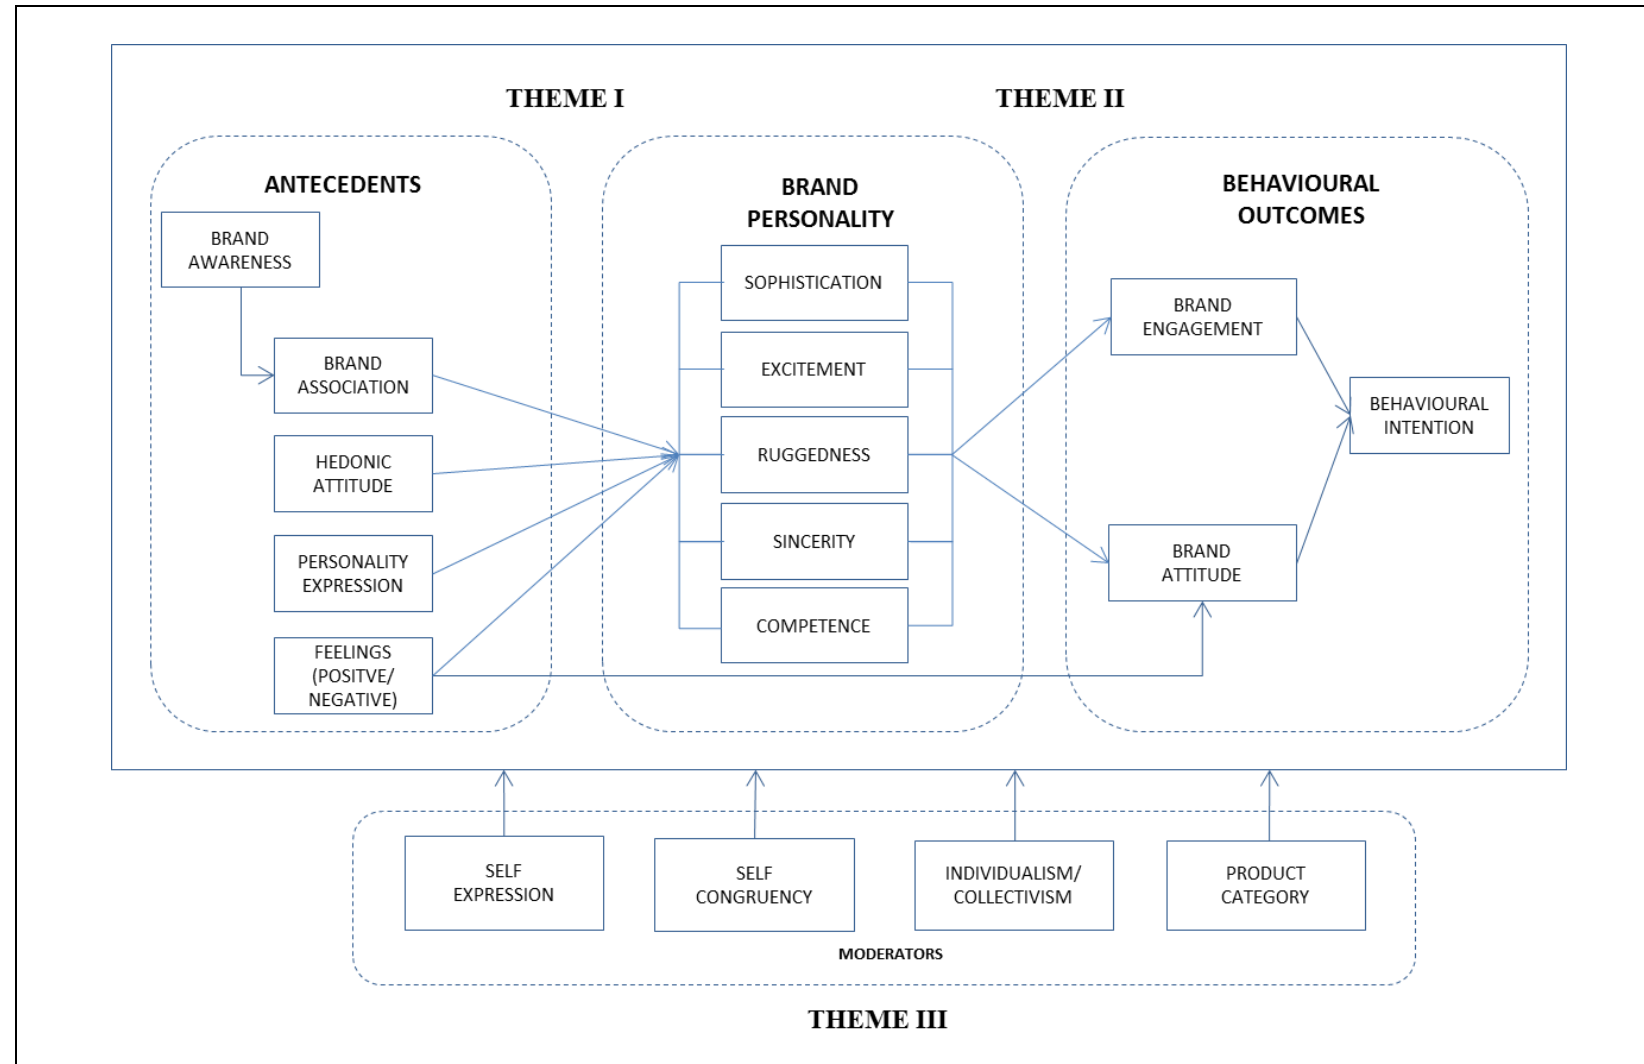 THEME I
THEME II
ANTECEDENTS
BRAND
AWARENESS
BRAND
ASSOCIATION
HEDONIC
ATTITUDE
PERSONALITY
EXPRESSION
FEELINGS
(POSITVE/
NEGATIVE)
BRAND
PERSONALITY
SOPHISTICATION
EXCITEMENT
RUGGEDNESS
SINCERITY
COMPETENCE
BEHAVIOURAL
OUTCOMES
BRAND
ENGAGEMENT
BEHAVIOURAL
INTENTION
BRAND
ATTITUDE
SELF
EXPRESSION
SELF
CONGRUENCY
INDIVIDUALISM/
COLLECTIVISM
PRODUCT
CATEGORY
MODERATORS
THEME III